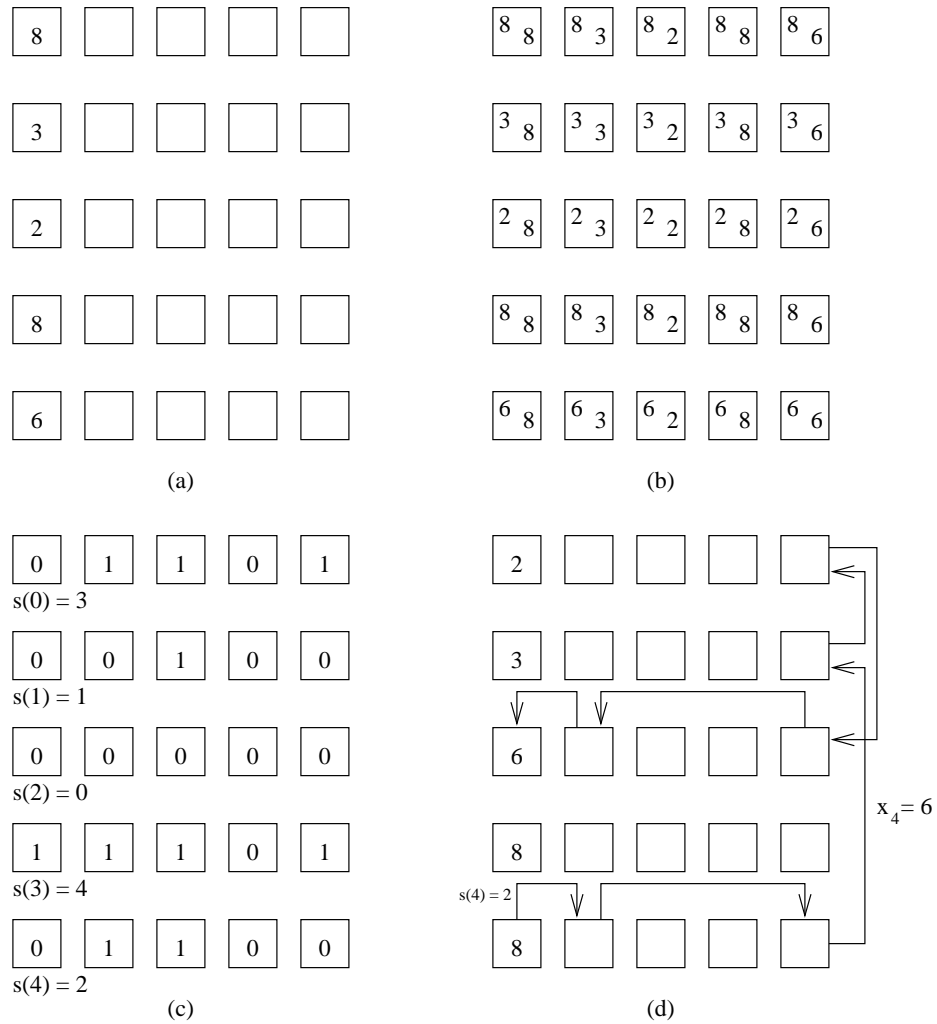 8
3
2
8
6
(a)
8 8 8 3 8 2 8 8 8 6
3 8 3 3 3 2 3 8 3 6
2 8 2 3 2 2 2 8 2 6
8 8 8 3 8 2 8 8 8 6
6 8 6 3 6 2 6 8 6 6
(b)
0 1 1 0 1
s(0) = 3
0 0 1 0 0
s(1) = 1
0 0 0 0 0
s(2) = 0
1 1 1 0 1
s(3) = 4
0 1 1 0 0
s(4) = 2
(c)
2
3
6
x4= 6
8
s(4) = 2
8
(d)